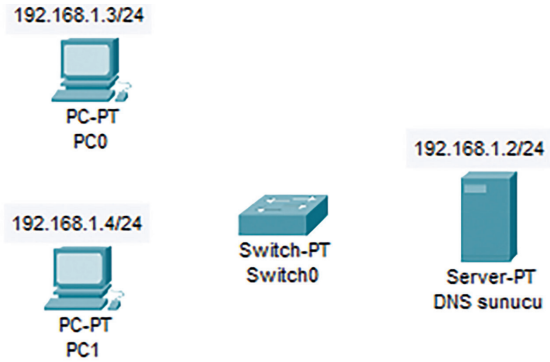 192.168.1.3/24
PC-PT
PC0
192.168.1.4/24
PC-PT
PC1
Switch-PT
Switch0
192.168.1.2/24
Server-PT
DNS sunucu